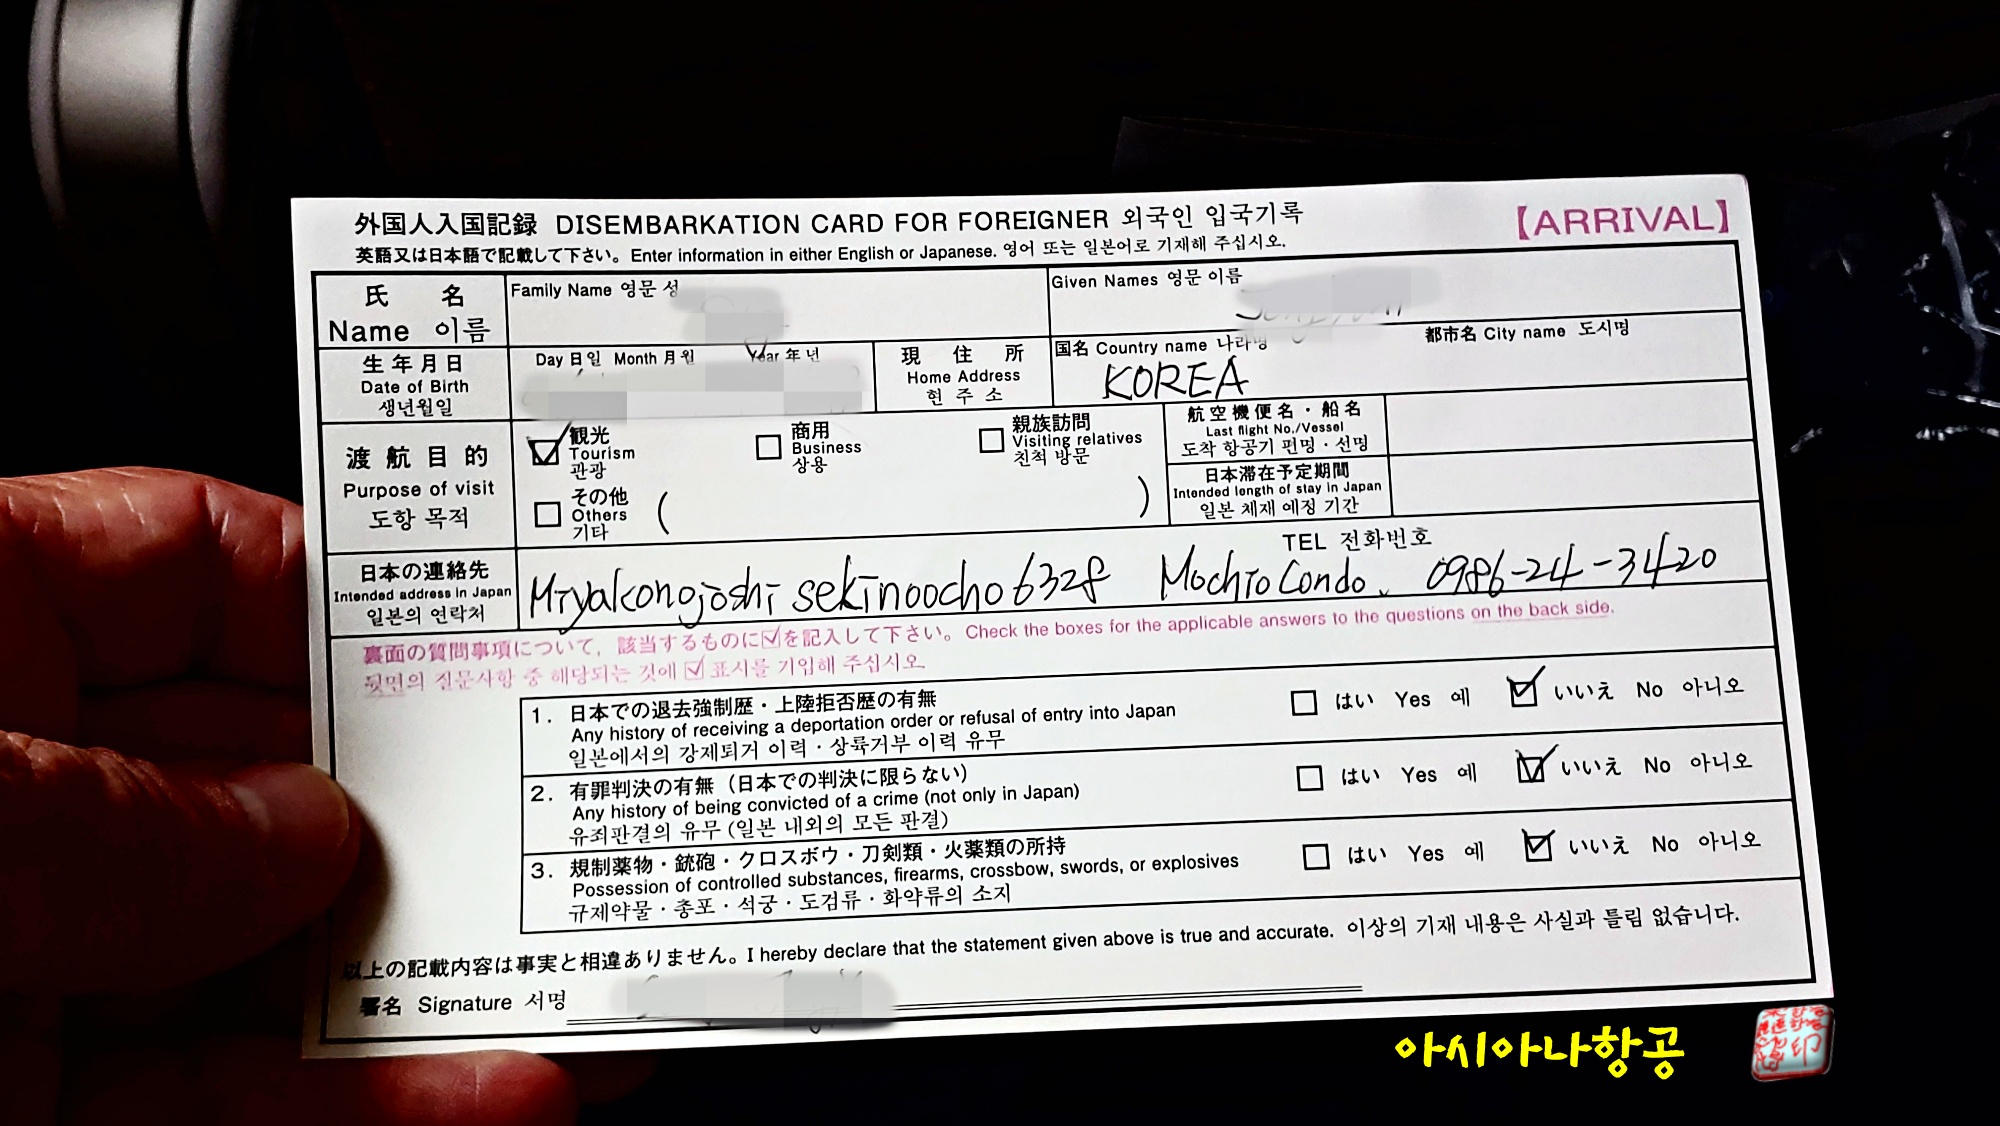 外国人入国記録 DISEMBARKATION CARD FOR FOREIGNER 외국인 입국기록
【ARRIVAL】
英語又は日本語で記載して下さい。Enter information in either English or Japanese. 영어 또는 일본어로 기재해 주십시오.
氏 名
Name 이름
Family Name 영문 성
Given Names 영문 이름
生年月日
Date of Birth
생년월일
Day 日일 Month 月월 Year 年년
現 住 所
Home Address
현 주 소
国名 Country name 나라명
都市名 City name 도시명
KOREA
渡航目的
Purpose of visit
도항 목적
観光
Tourism
관광
商用
Business
상용
親族訪問
Visiting relatives
친척 방문
その他
Others
기타
( )
航空機便名・船名
Last flight No./Vessel
도착 항공기 편명・선명
日本滞在予定期間
Intended length of stay in Japan
일본 체재 예정 기간
日本の連絡先
Intended address in Japan
일본의 연락처
TEL 전화번호
Miyakonojoshi sekinoocho 6328 Mochio Condo. 0986-24-3420
裏面の質問事項について、該当するものに☑を記入して下さい。Check the boxes for the applicable answers to the questions on the back side.
뒷면의 질문사항 중 해당되는 것에 ☑ 표시를 기입해 주십시오.
1. 日本での退去強制歴・上陸拒否歴の有無
Any history of receiving a deportation order or refusal of entry into Japan
일본에서의 강제퇴거 이력・상륙거부 이력 유무
はい Yes 예 いいえ No 아니오
2. 有罪判決の有無（日本での判決に限らない）
Any history of being convicted of a crime (not only in Japan)
유죄판결의 유무 (일본 내외의 모든 판결)
はい Yes 예 いいえ No 아니오
3. 規制薬物・銃砲・クロスボウ・刀剣類・火薬類の所持
Possession of controlled substances, firearms, crossbow, swords, or explosives
규제약물・총포・석궁・도검류・화약류의 소지
はい Yes 예 いいえ No 아니오
以上の記載内容は事実と相違ありません。I hereby declare that the statement given above is true and accurate. 이상의 기재 내용은 사실과 틀림 없습니다.
署名 Signature 서명
아시아나항공